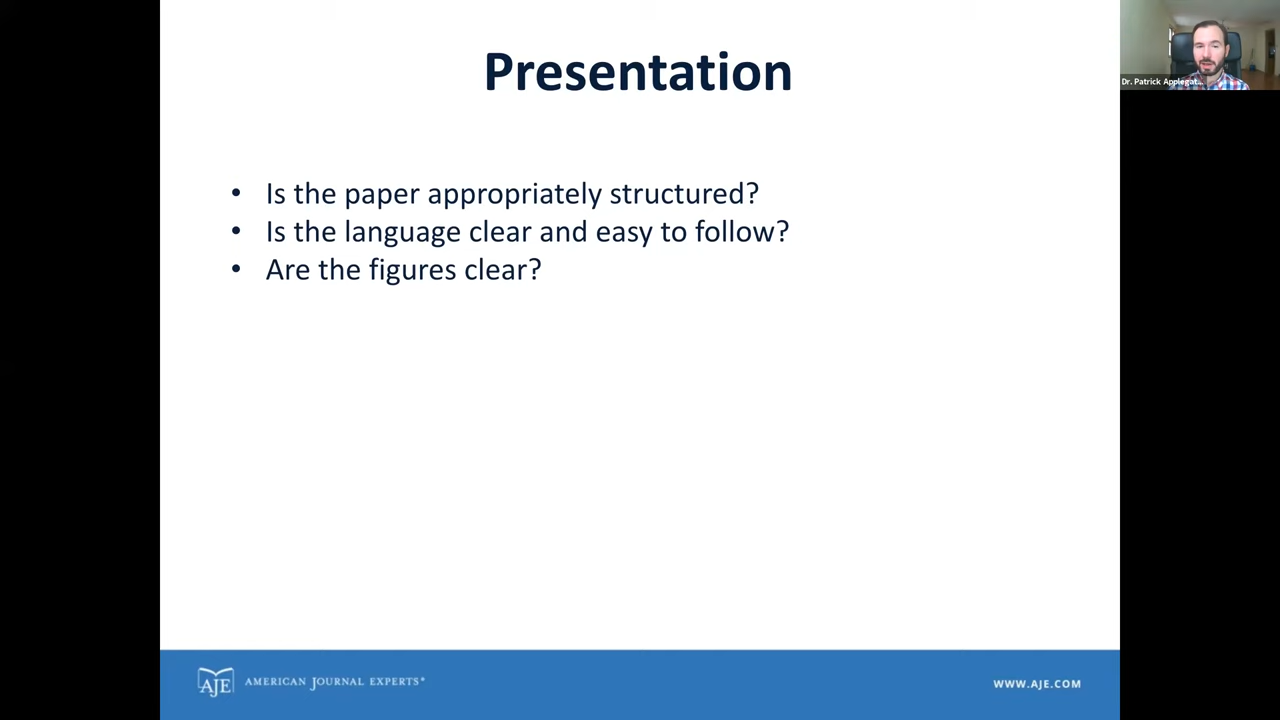 Presentation
Dr. Patrick Applegat...
• Is the paper appropriately structured?
• Is the language clear and easy to follow?
• Are the figures clear?
AJE
AMERICAN JOURNAL EXPERTS®
WWW.AJE.COM